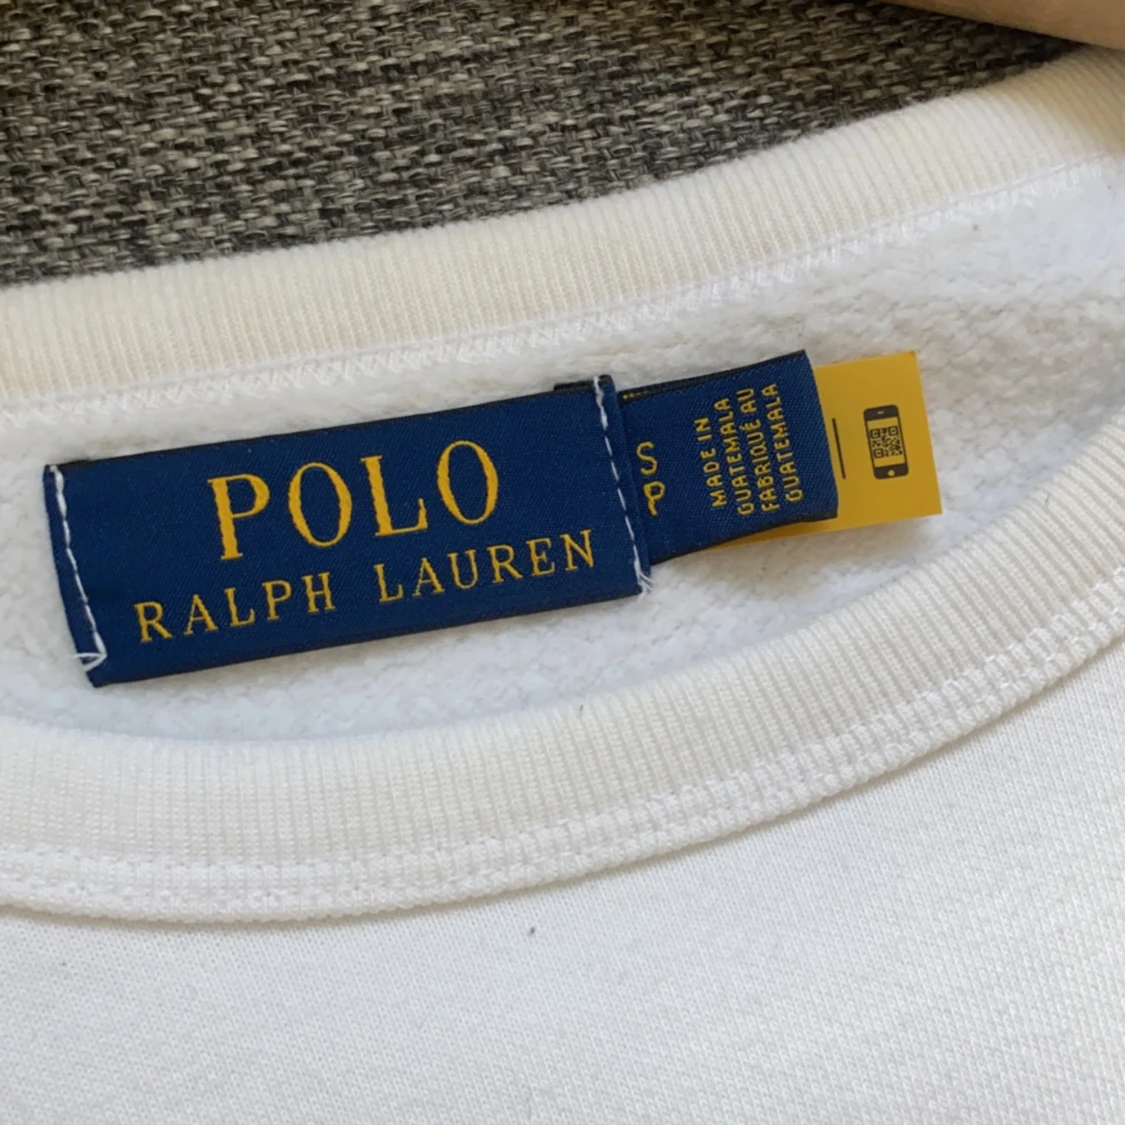 POLO
RALPH LAUREN
S
P
MADE IN
GUATEMALA
FABRIQUÉ AU
GUATEMALA